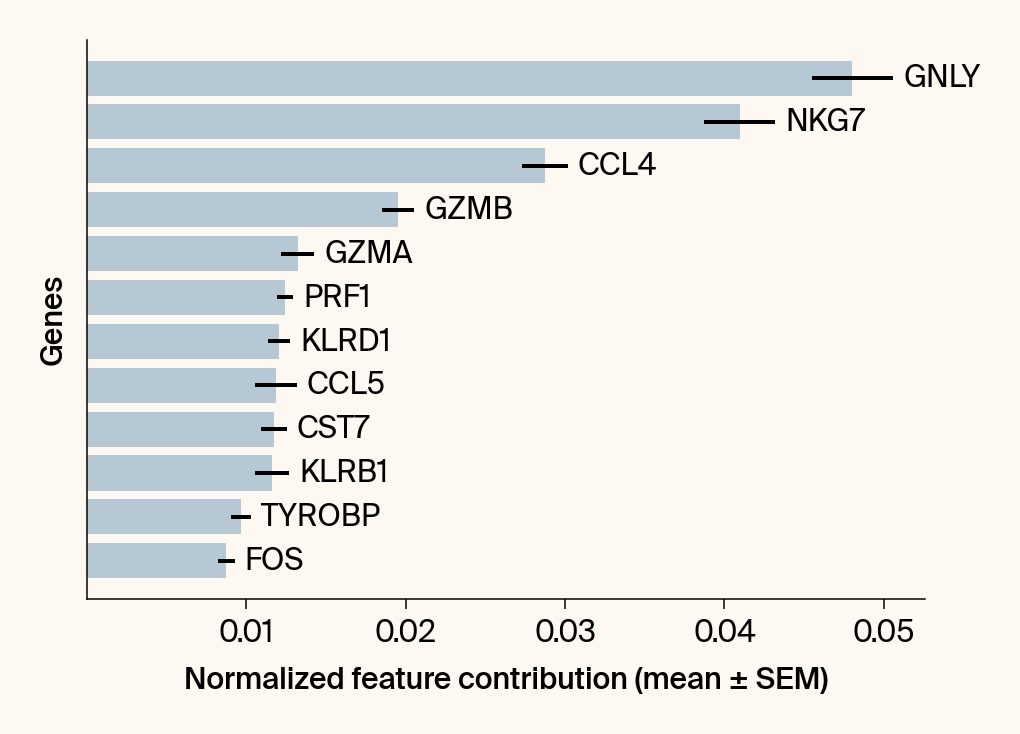 GNLY
NKG7
CCL4
GZMB
GZMA
PRF1
KLRD1
CCL5
CST7
KLRB1
TYROBP
FOS
Genes
0.01 0.02 0.03 0.04 0.05
Normalized feature contribution (mean ± SEM)